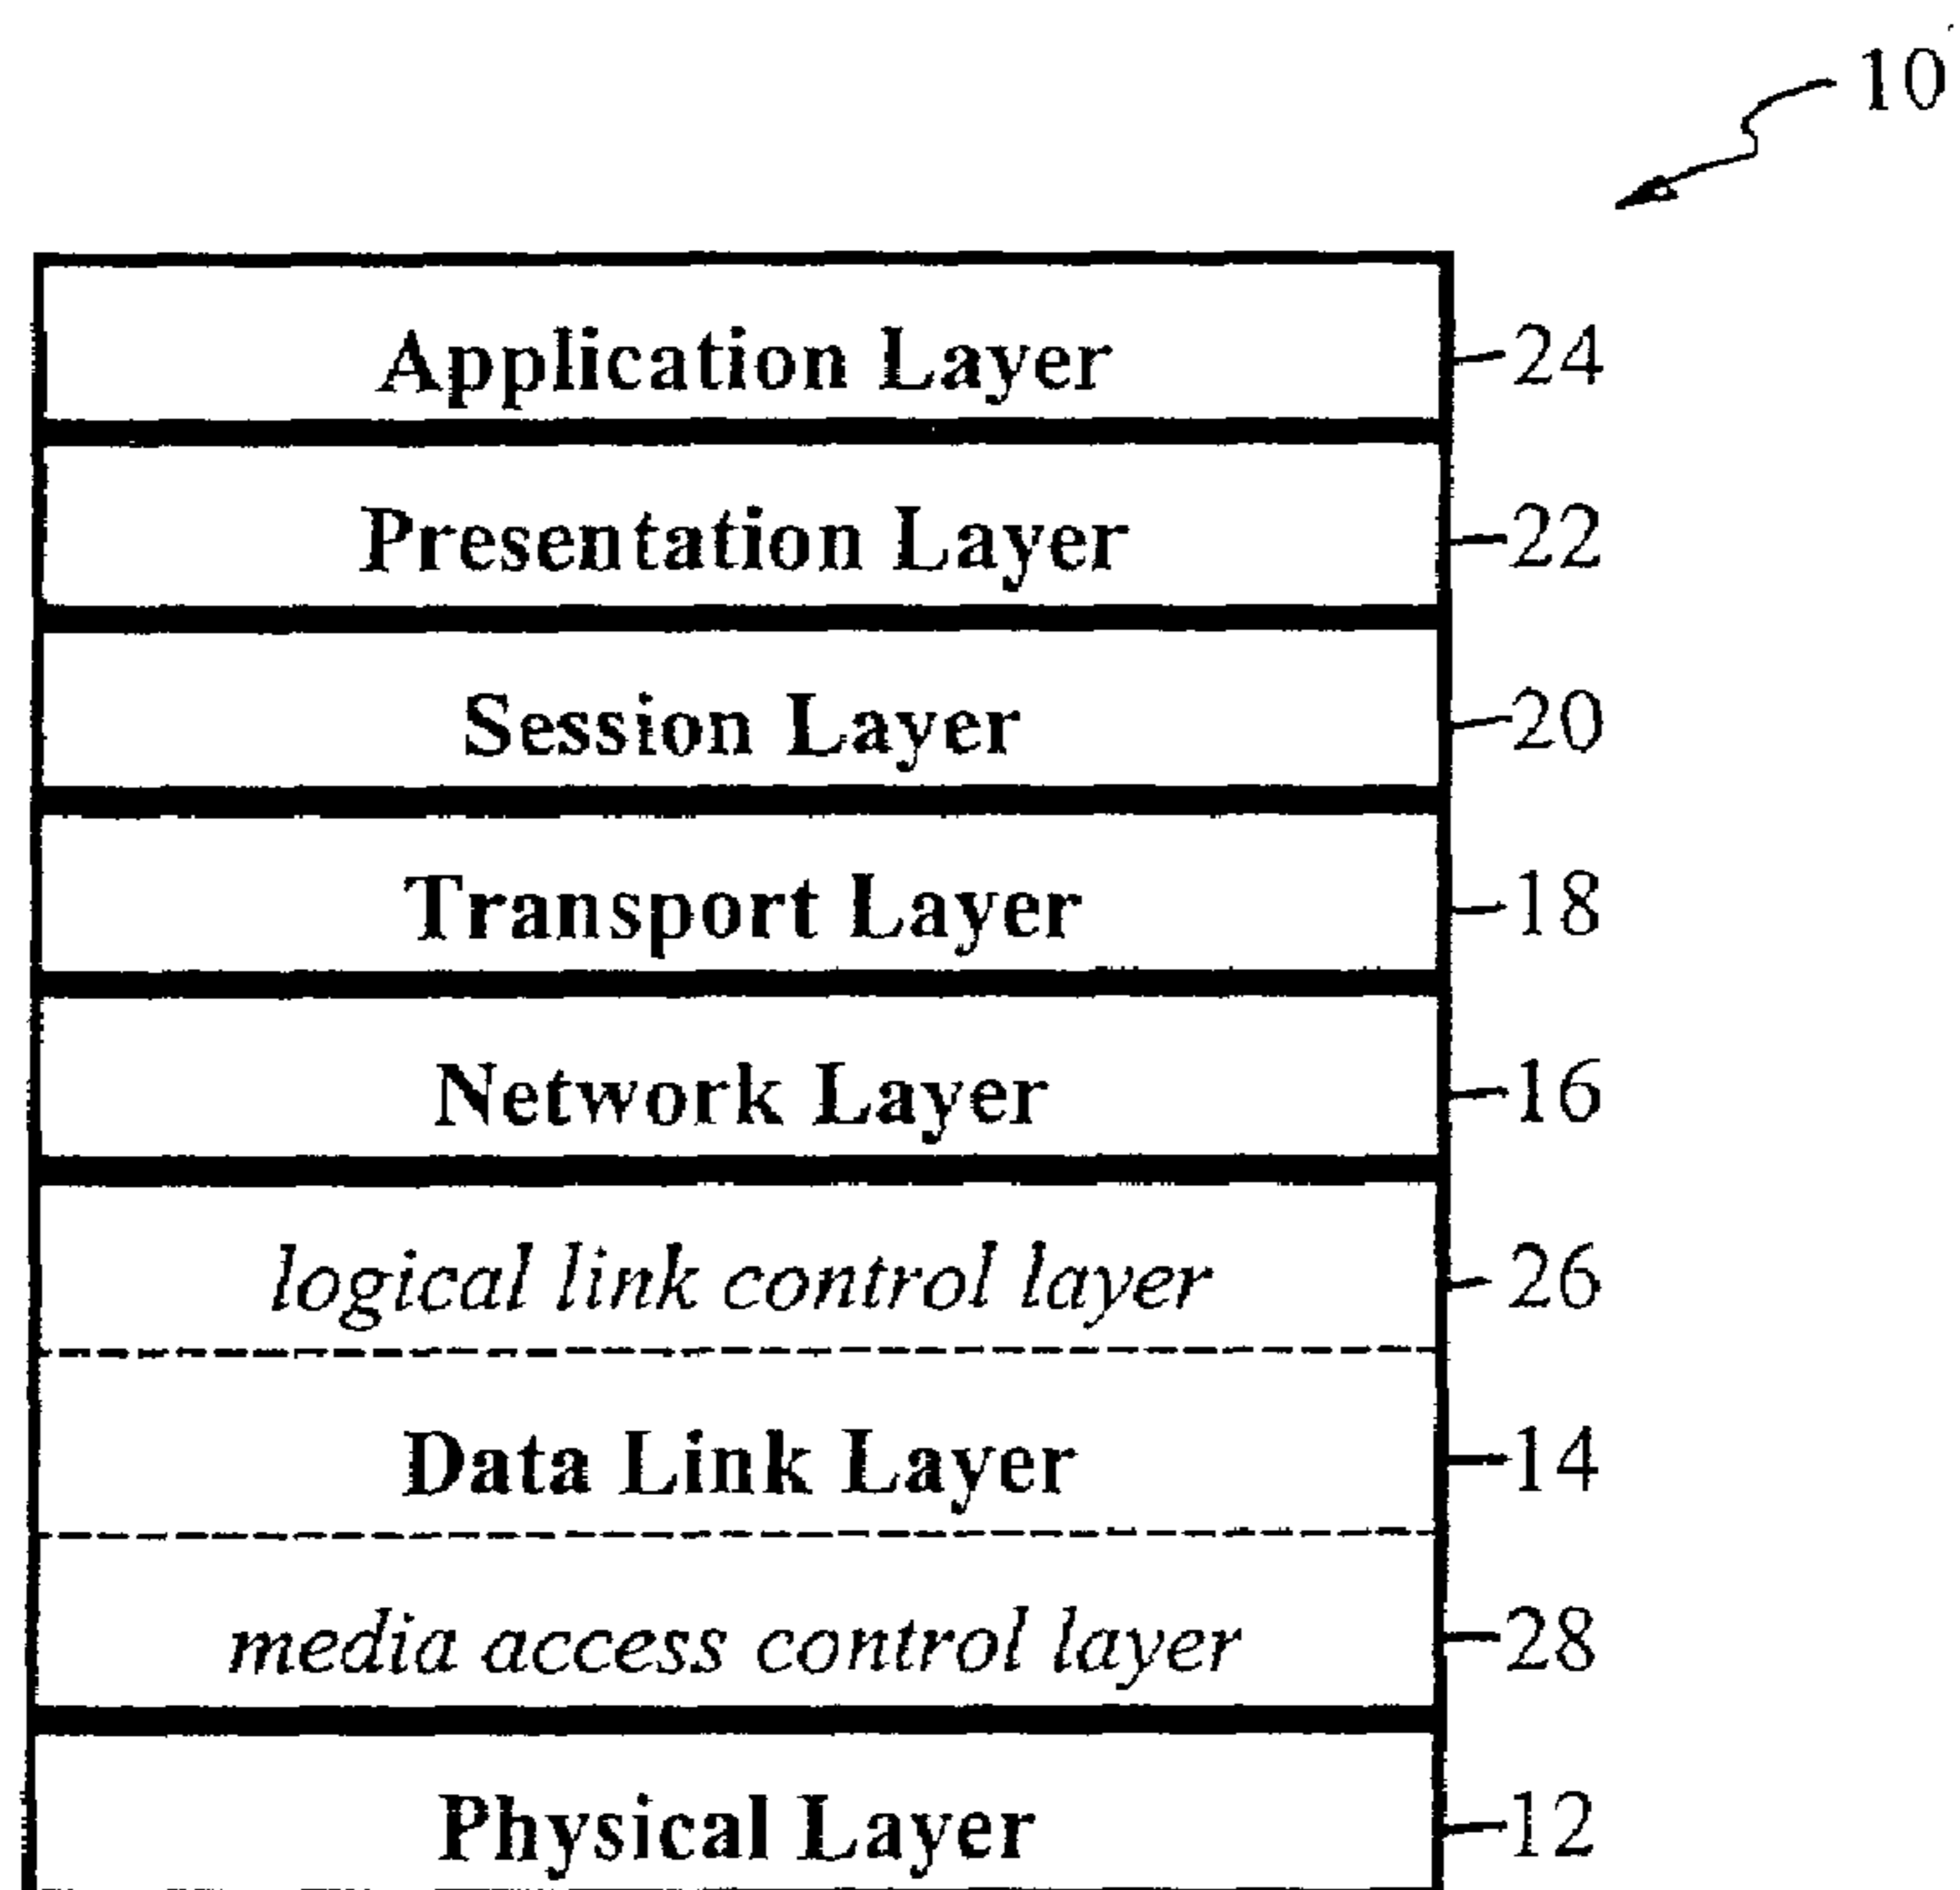 10
Application Layer 24
Presentation Layer 22
Session Layer 20
Transport Layer 18
Network Layer 16
logical link control layer 26
Data Link Layer 14
media access control layer 28
Physical Layer 12